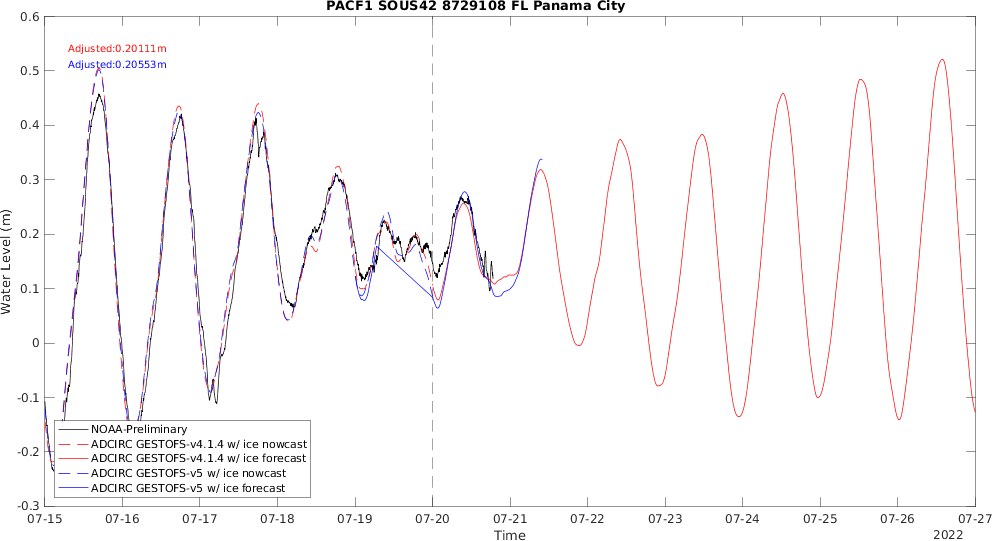 PACF1 SOUS42 8729108 FL Panama City
0.6
0.5
0.4
0.3
0.2
0.1
0
-0.1
-0.2
-0.3
Water Level (m)
Adjusted:0.20111m
Adjusted:0.20553m
NOAA-Preliminary
ADCIRC GESTOFS-v4.1.4 w/ ice nowcast
ADCIRC GESTOFS-v4.1.4 w/ ice forecast
ADCIRC GESTOFS-v5 w/ ice nowcast
ADCIRC GESTOFS-v5 w/ ice forecast
07-15 07-16 07-17 07-18 07-19 07-20 07-21 07-22 07-23 07-24 07-25 07-26 07-27
Time
2022